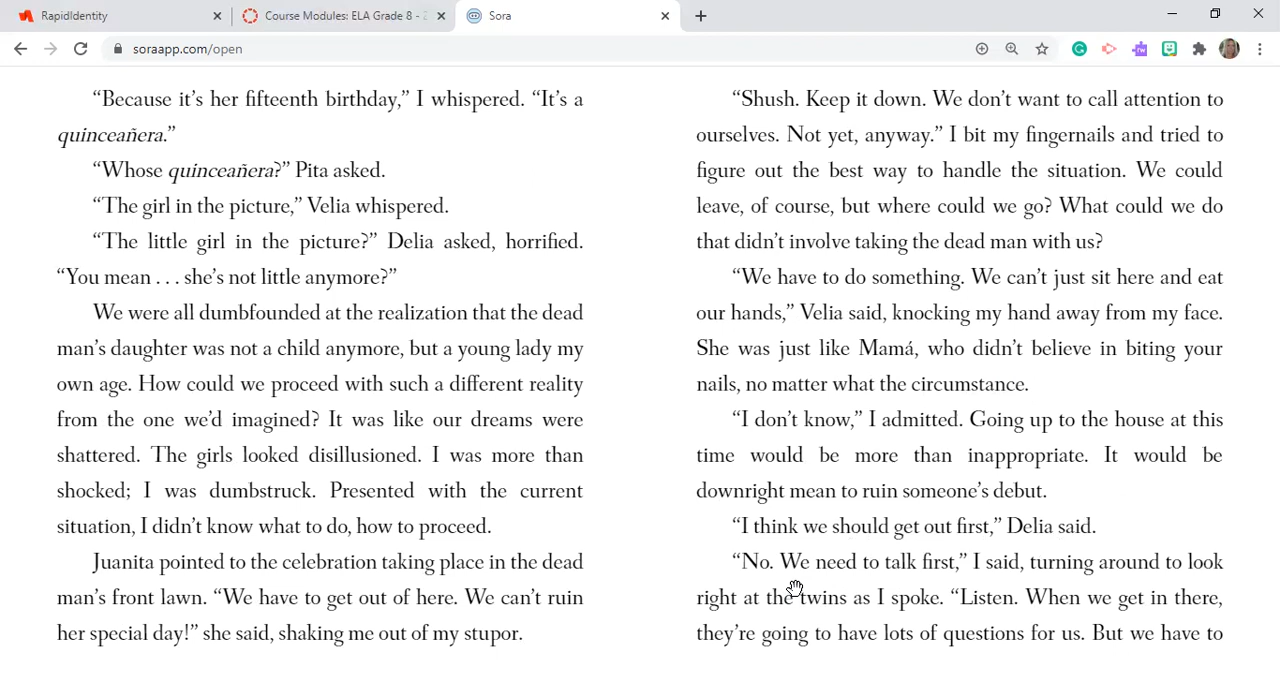 RapidIdentity
Course Modules: ELA Grade 8 -
Sora
soraapp.com/open
“Because it’s her fifteenth birthday,” I whispered. “It’s a
quinceañera.”
“Whose quinceañera?” Pita asked.
“The girl in the picture,” Velia whispered.
“The little girl in the picture?” Delia asked, horrified.
“You mean . . . she’s not little anymore?”
We were all dumbfounded at the realization that the dead
man’s daughter was not a child anymore, but a young lady my
own age. How could we proceed with such a different reality
from the one we’d imagined? It was like our dreams were
shattered. The girls looked disillusioned. I was more than
shocked; I was dumbstruck. Presented with the current
situation, I didn’t know what to do, how to proceed.
Juanita pointed to the celebration taking place in the dead
man’s front lawn. “We have to get out of here. We can’t ruin
her special day!” she said, shaking me out of my stupor.
“Shush. Keep it down. We don’t want to call attention to
ourselves. Not yet, anyway.” I bit my fingernails and tried to
figure out the best way to handle the situation. We could
leave, of course, but where could we go? What could we do
that didn’t involve taking the dead man with us?
“We have to do something. We can’t just sit here and eat
our hands,” Velia said, knocking my hand away from my face.
She was just like Mamá, who didn’t believe in biting your
nails, no matter what the circumstance.
“I don’t know,” I admitted. Going up to the house at this
time would be more than inappropriate. It would be
downright mean to ruin someone’s debut.
“I think we should get out first,” Delia said.
“No. We need to talk first,” I said, turning around to look
right at the twins as I spoke. “Listen. When we get in there,
they’re going to have lots of questions for us. But we have to